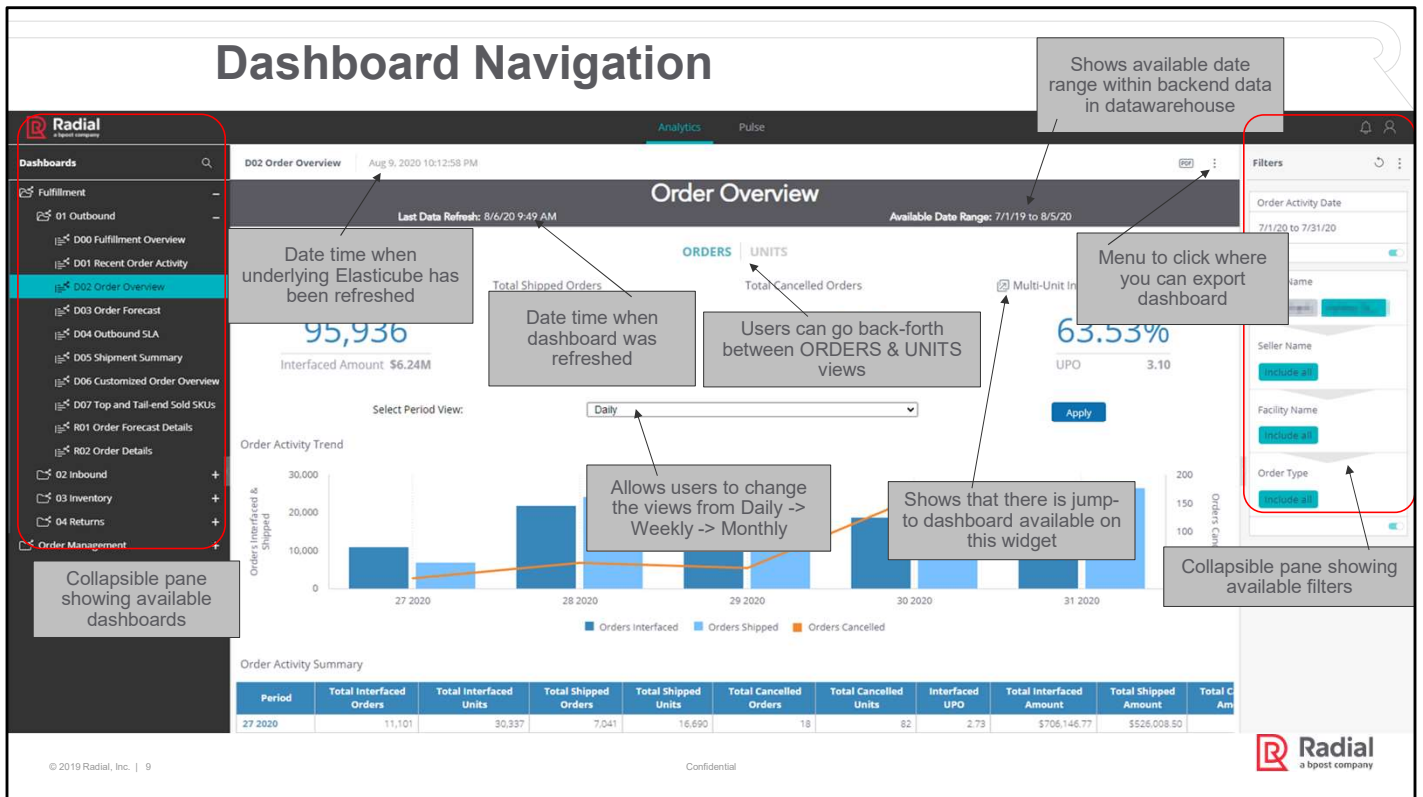 Dashboard Navigation
Shows available date
range within backend data
in datawarehouse
Radial
a bpost company
Analytics Pulse
Dashboards
D02 Order Overview Aug 9, 2020 10:12:58 PM
PDF
Filters
Fulfillment
01 Outbound
D00 Fulfillment Overview
D01 Recent Order Activity
D02 Order Overview
D03 Order Forecast
D04 Outbound SLA
D05 Shipment Summary
D06 Customized Order Overview
D07 Top and Tail-end Sold SKUs
R01 Order Forecast Details
R02 Order Details
02 Inbound
03 Inventory
04 Returns
Order Management
Collapsible pane
showing available
dashboards
Order Overview
Last Data Refresh: 8/6/20 9:49 AM Available Date Range: 7/1/19 to 8/5/20
ORDERS UNITS
Date time when
underlying Elasticube has
been refreshed
Total Shipped Orders
Total Cancelled Orders
Multi-Unit In
Menu to click where
you can export
dashboard
Date time when
dashboard was
refreshed
Users can go back-forth
between ORDERS & UNITS
views
95,936
Interfaced Amount $6.24M
63.53%
UPO 3.10
Select Period View: Daily Apply
Order Activity Trend
Orders Interfaced &
Shipped
30,000
20,000
10,000
0
200
150
100
Orders Canc
Allows users to change
the views from Daily ->
Weekly -> Monthly
Shows that there is jump-
to dashboard available on
this widget
27 2020 28 2020 29 2020 30 2020 31 2020
Orders Interfaced Orders Shipped Orders Cancelled
Order Activity Date
7/1/20 to 7/31/20
Name
Seller Name
Include all
Facility Name
Include all
Order Type
Include all
Collapsible pane showing
available filters
Order Activity Summary
Period Total Interfaced Orders Total Interfaced Units Total Shipped Orders Total Shipped Units Total Cancelled Orders Total Cancelled Units Interfaced UPO Total Interfaced Amount Total Shipped Amount Total C Am
27 2020 11,101 30,337 7,041 16,690 18 82 2.73 $706,146.77 $526,008.50
© 2019 Radial, Inc. | 9
Confidential
Radial
a bpost company